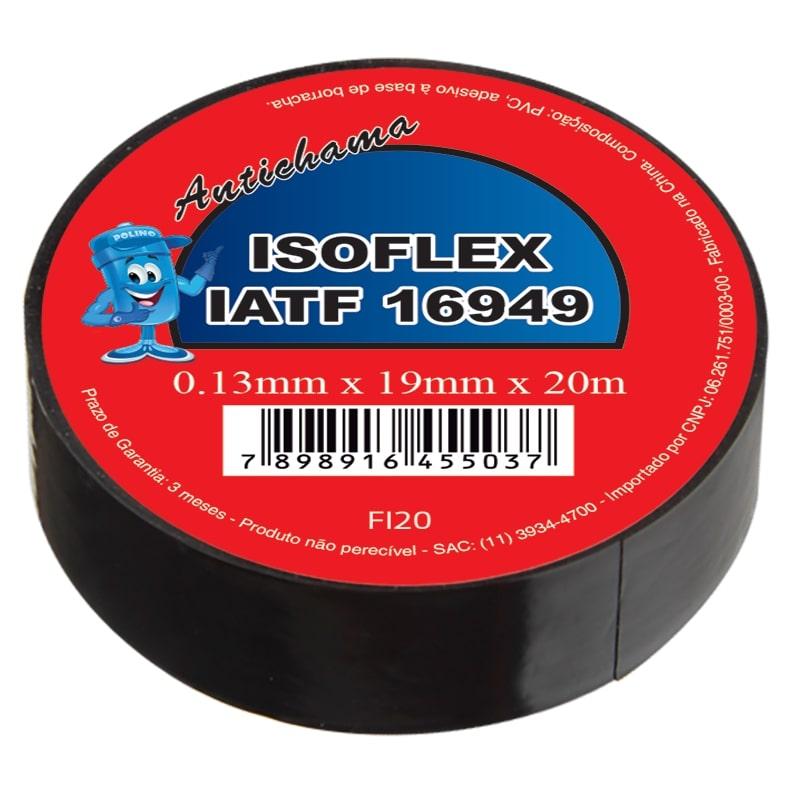 Antichama
POLINO
ISOFLEX
IATF 16949
0.13mm x 19mm x 20m
7 898916 455037
FI20
Prazo de Garantia: 3 meses - Produto não perecível - SAC: (11) 3934-4700 - Importado por CNPJ: 06.261.751/0003-00 - Fabricado na China. Composição: PVC, adesivo à base de borracha.